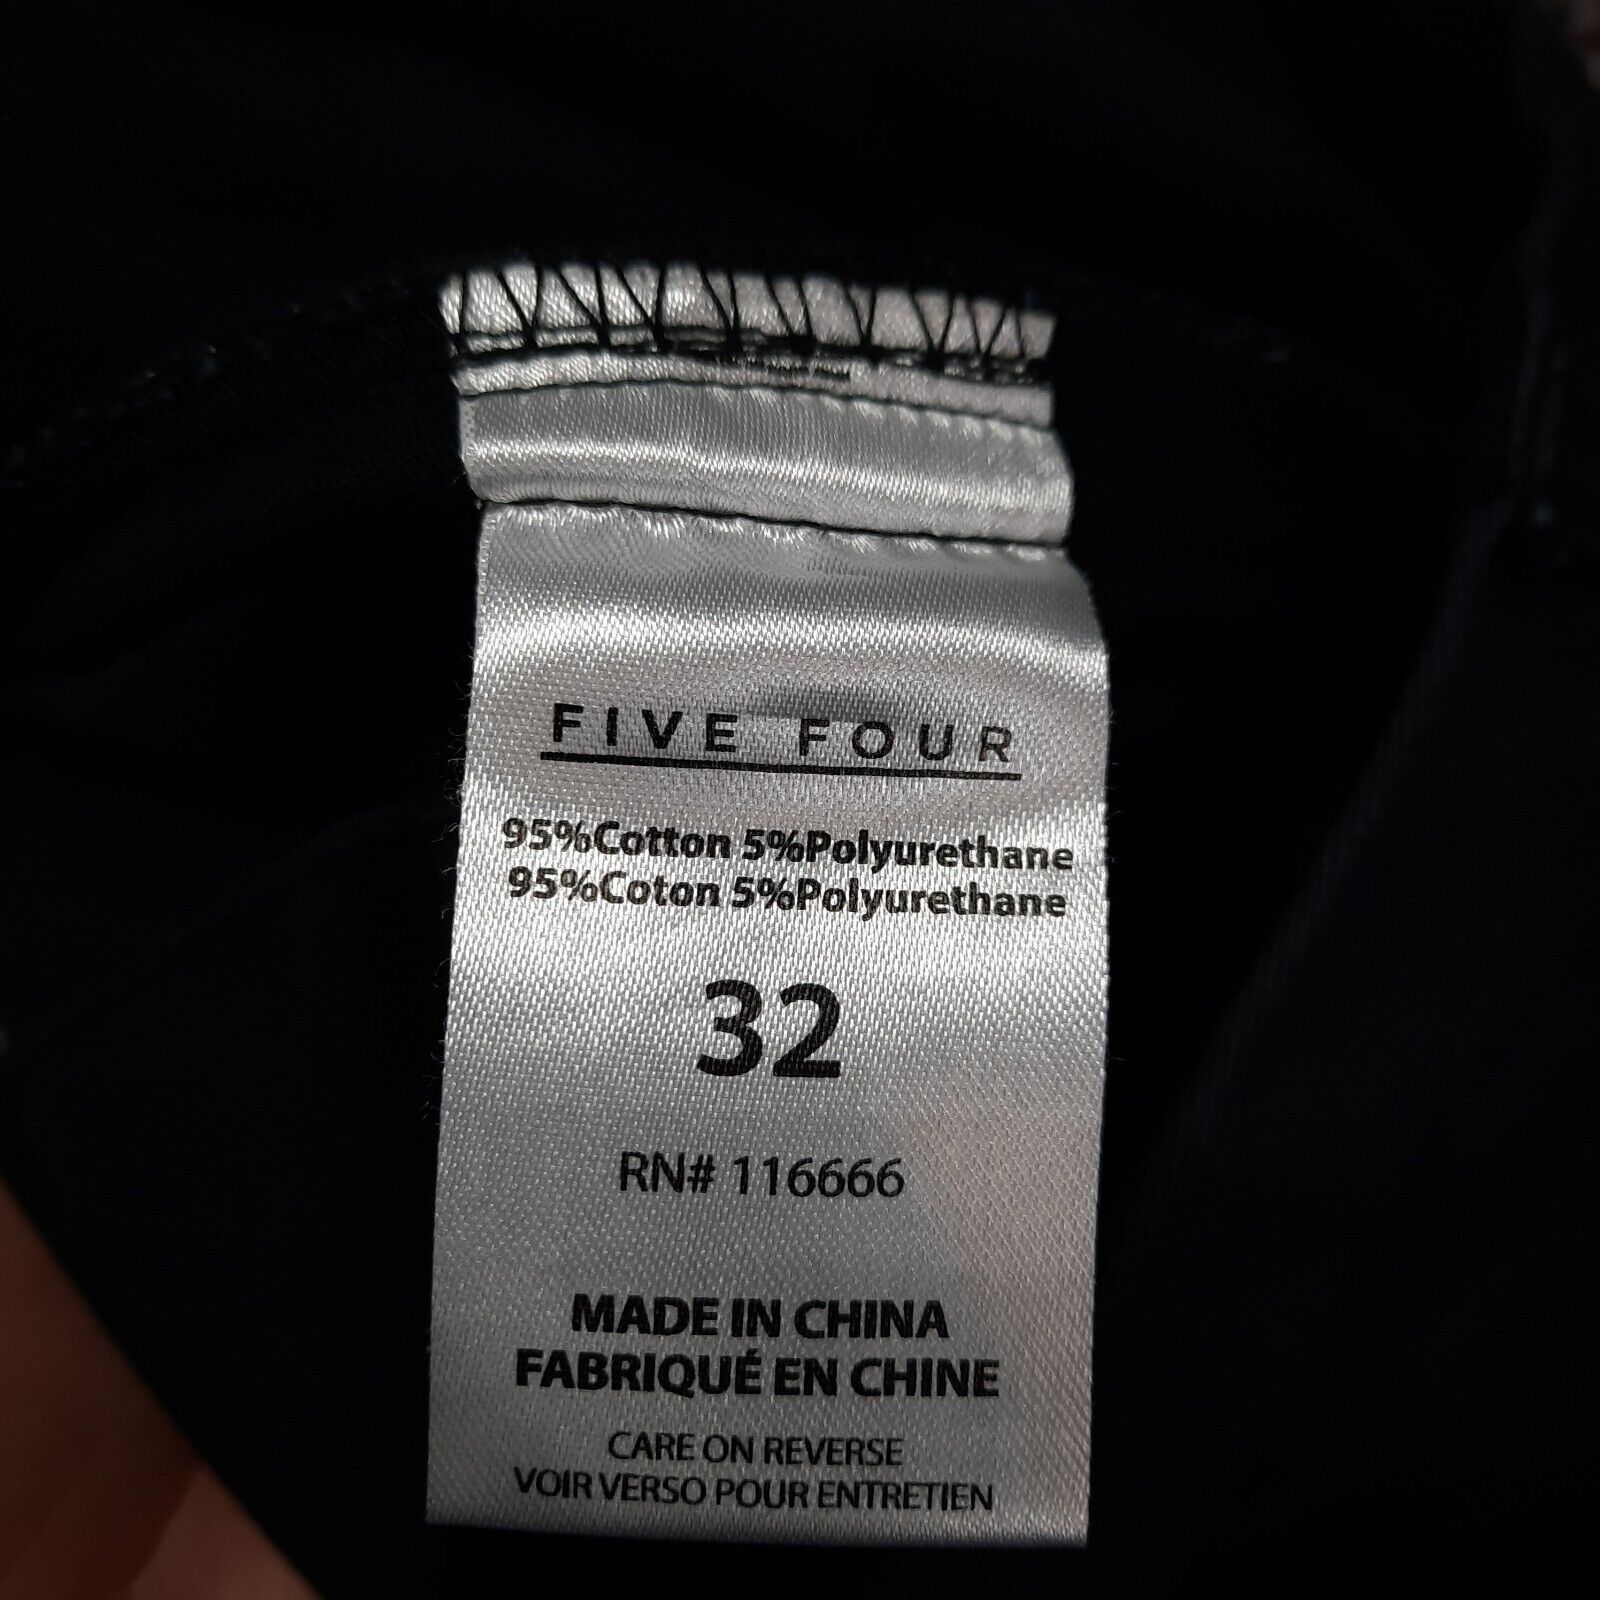 FIVE FOUR
95%Cotton 5%Polyurethane
95%Coton 5%Polyurethane
32
RN# 116666
MADE IN CHINA
FABRIQUÉ EN CHINE
CARE ON REVERSE
VOIR VERSO POUR ENTRETIEN